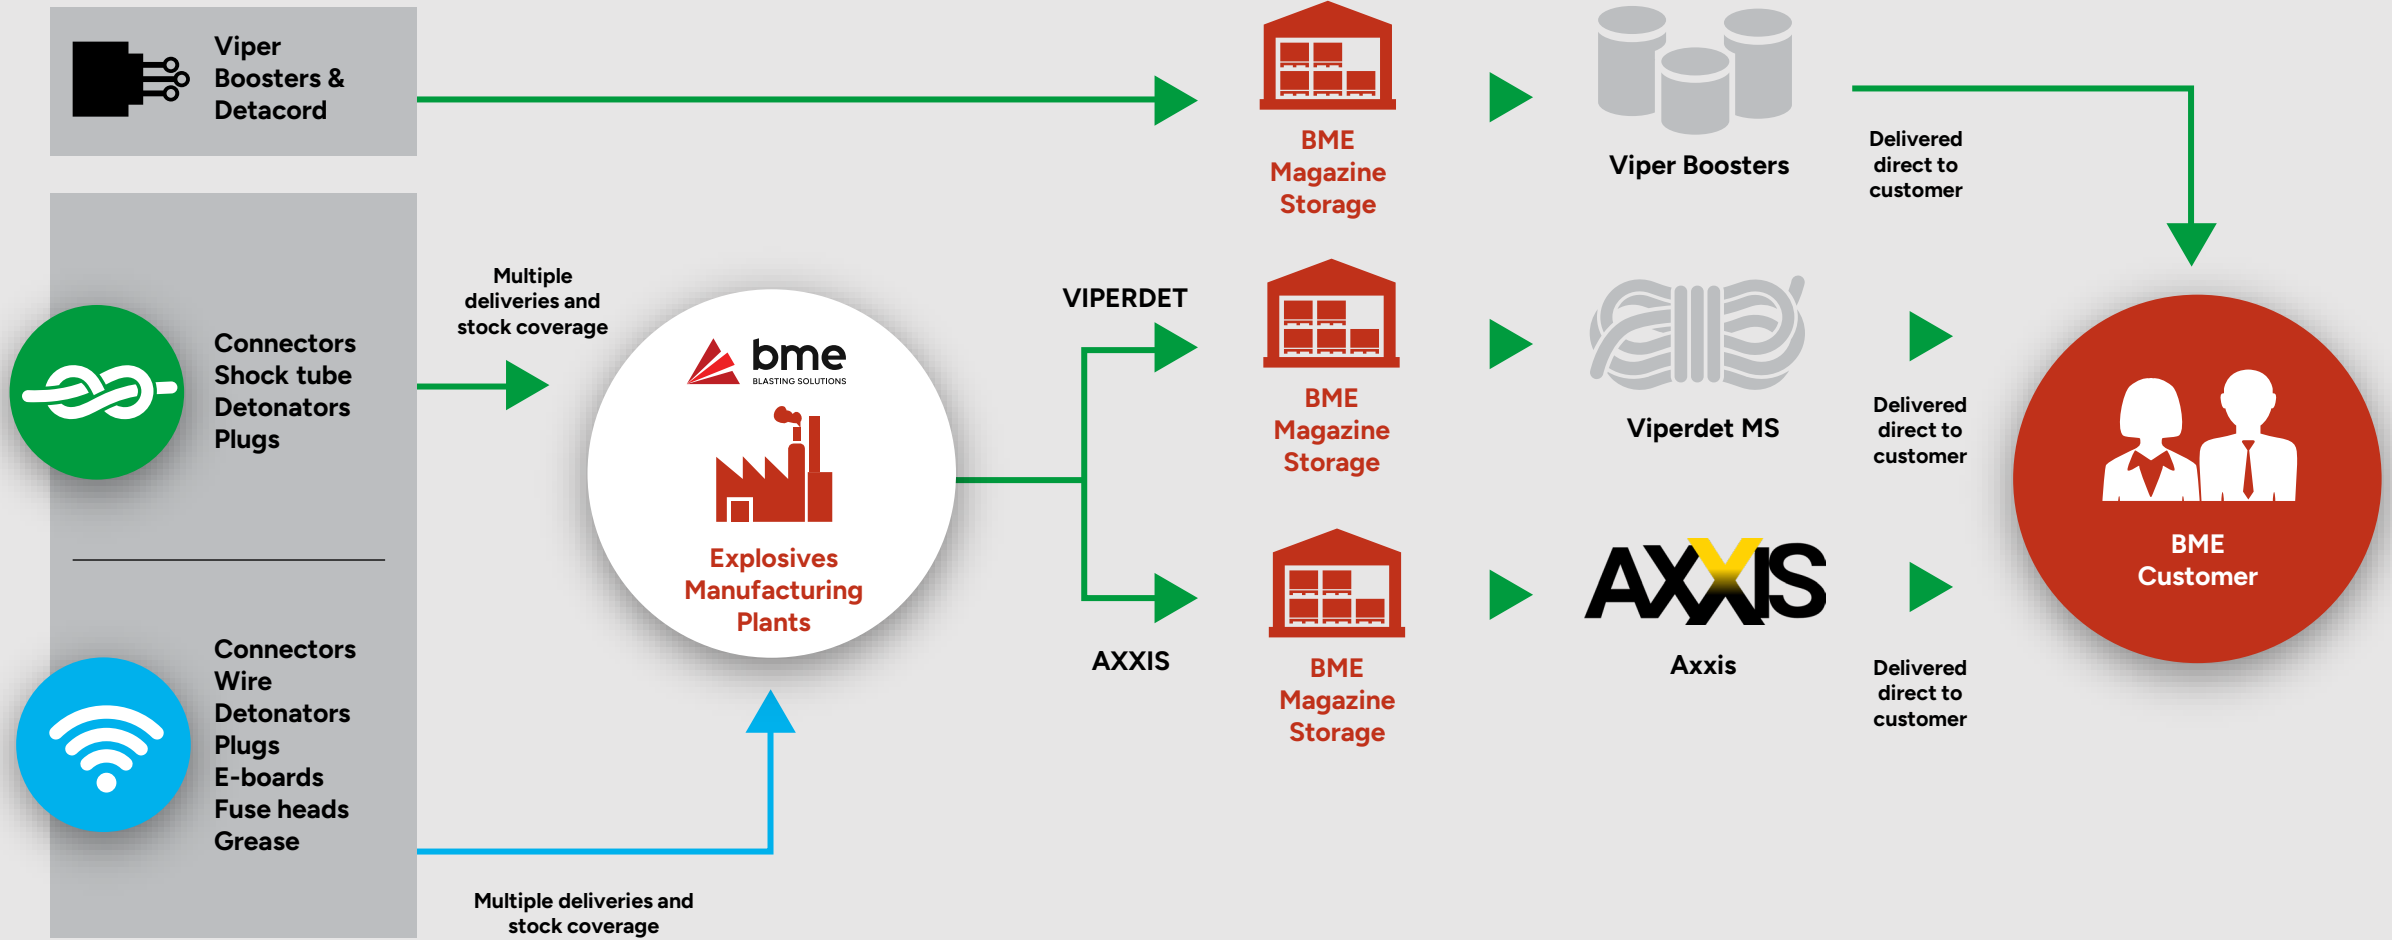 Viper
Boosters &
Detacord
BME
Magazine
Storage
Viper Boosters
Delivered
direct to
customer
Connectors
Shock tube
Detonators
Plugs
Multiple
deliveries and
stock coverage
bme
BLASTING SOLUTIONS
Explosives
Manufacturing
Plants
VIPERDET
BME
Magazine
Storage
Viperdet MS
Delivered
direct to
customer
BME
Customer
Connectors
Wire
Detonators
Plugs
E-boards
Fuse heads
Grease
Multiple deliveries and
stock coverage
AXXIS
BME
Magazine
Storage
AXXIS
Axxis
Delivered
direct to
customer